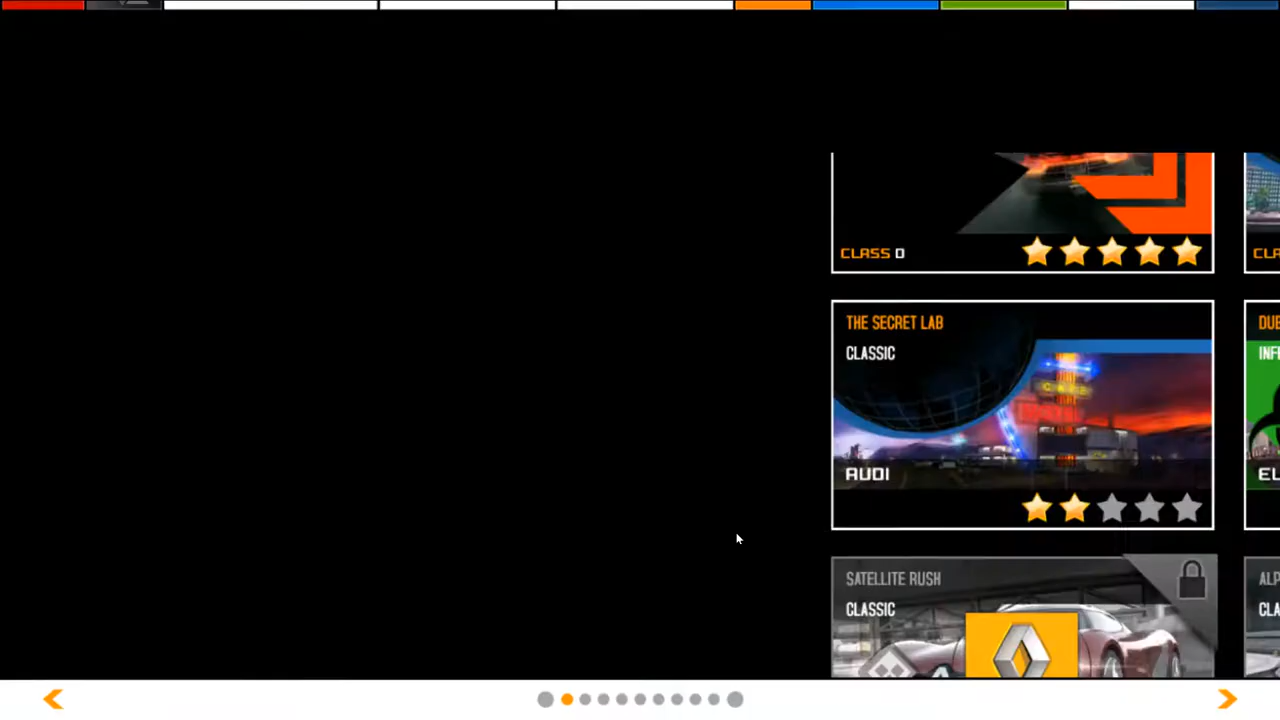 CLASS D
THE SECRET LAB
CLASSIC
AUDI
SATELLITE RUSH
CLASSIC